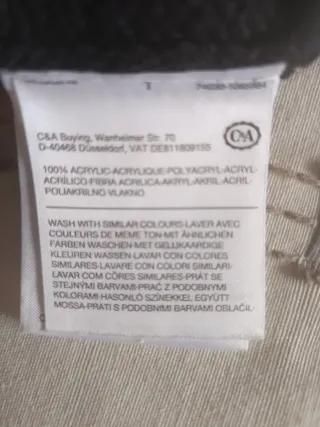 1
C&A Buying, Wanheimer Str. 70
D-40468 Düsseldorf, VAT DE811809155
C&A
100% ACRYLIC-ACRYLIQUE-POLYACRYL-ACRYL-
ACRÍLICO-FIBRA ACRILICA-AKRYL-AKRIL-ACRIL-
POLIAKRILNO VLAKNO
WASH WITH SIMILAR COLOURS-LAVER AVEC
COULEURS DE MEME TON-MIT ÄHNLICHEN
FARBEN WASCHEN-MET GELIJKAARDIGE
KLEUREN WASSEN-LAVAR CON COLORES
SIMILARES-LAVARE CON COLORI SIMILARI-
LAVAR COM CÔRES SIMILARES-PRÁT SE
STEJNÝMI BARVAMI-PRAĆ Z PODOBNYMI
KOLORAMI-HASONLÓ SZÍNEKKEL EGYÜTT
MOSSA-PRATI S PODOBNIMI BARVAMI OBLAČIL-